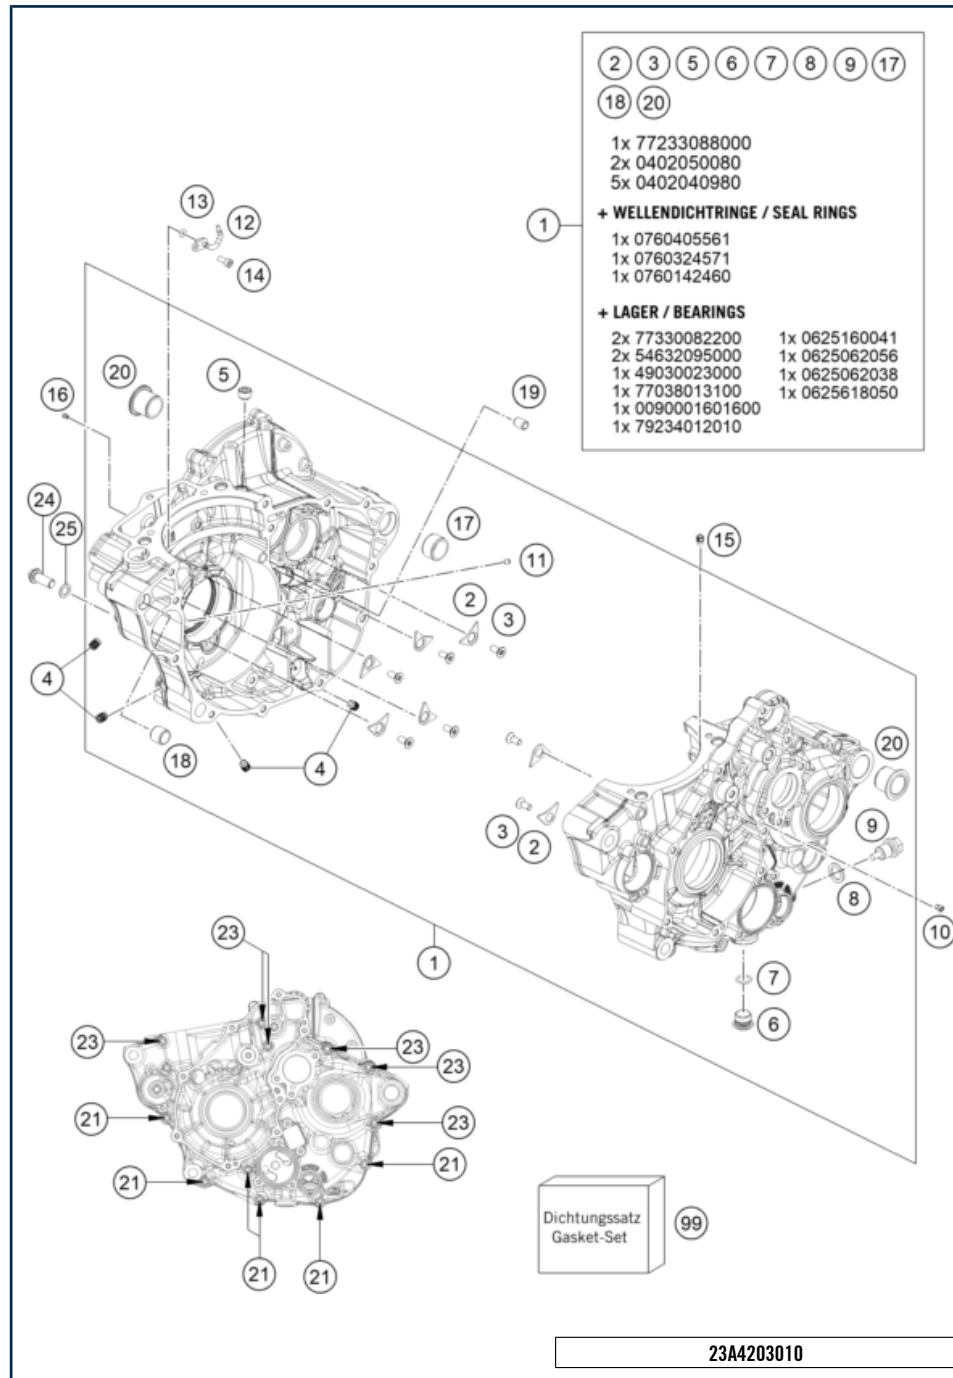 2 3 5 6 7 8 9 17
18 20
1x 77233088000
2x 0402050080
5x 0402040980
+ WELLENDICHTRINGE / SEAL RINGS
1
1x 0760405561
1x 0760324571
1x 0760142460
+ LAGER / BEARINGS
2x 77330082200 1x 0625160041
2x 54632095000 1x 0625062056
1x 49030023000 1x 0625062038
1x 77038013100 1x 0625618050
1x 0090001601600
1x 79234012010
13
12
14
20
5
16
19
24
25
17
15
11
2
3
4
18
4
20
3
2
9
8
10
23
1
7
6
23
23
23
21
23
21
21
21
21
Dichtungssatz
Gasket-Set
99
23A4203010